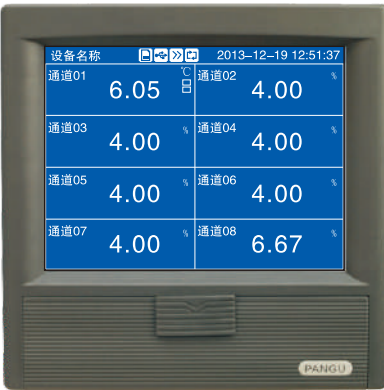 设备名称 2013-12-19 12:51:37
通道01 6.05 ℃
通道02 4.00 %
通道03 4.00 %
通道04 4.00 %
通道05 4.00 %
通道06 4.00 %
通道07 4.00 %
通道08 6.67 %
PANGU